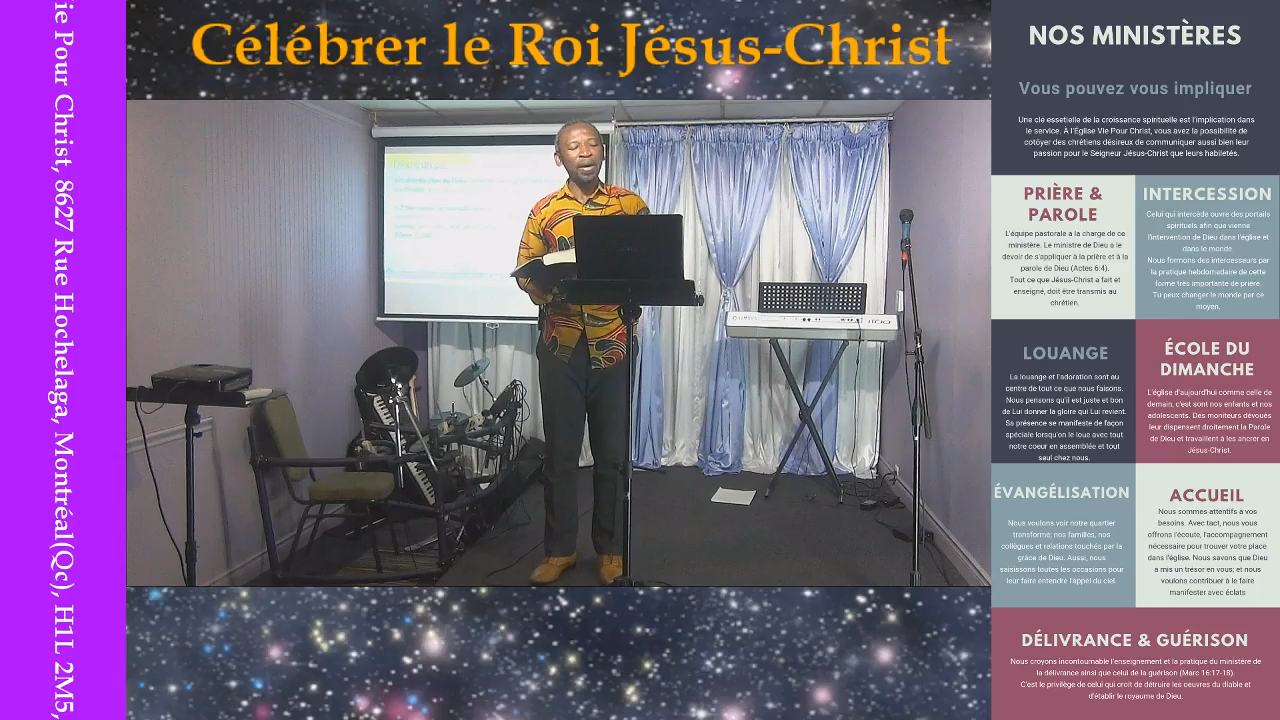 ie Pour Christ, 8627 Rue Hochelaga, Montréal(Qc), H1L 2M5,
Célébrer le Roi Jésus-Christ
NOS MINISTÈRES
Vous pouvez vous impliquer
Une clé essetielle de la croissance spirituelle est l'implication dans
le service. À l'Église Vie Pour Christ, vous avez la possibilité de
cotôyer des chrétiens désireux de communiquer aussi bien leur
passion pour le Seigneur Jésus-Christ que leurs habiletés.
PRIÈRE &
PAROLE
L'équipe pastorale a la charge de ce
ministère. Le ministre de Dieu a le
devoir de s'appliquer à la prière et à la
parole de Dieu (Actes 6:4).
Tout ce que Jésus-Christ a fait et
enseigné, doit être transmis au
chrétien.
INTERCESSION
Celui qui intercède ouvre des portails
spirituels afin que vienne
l'intervention de Dieu dans l'église et
dans le monde
Nous formons des intercesseurs par
la pratique hebdomadaire de cette
forme très importante de prière.
Tu peux changer le monde par ce
moyen.
LOUANGE
La louange et l'adoration sont au
centre de tout ce que nous faisons.
Nous pensons qu'il est juste et bon
de Lui donner la gloire qui Lui revient.
Sa présence se manifeste de façon
spéciale lorsqu'on le loue avec tout
notre coeur en assemblée et tout
seul chez nous.
ÉCOLE DU
DIMANCHE
L'église d'aujourd'hui comme celle de
demain, c'est sont nos enfants et nos
adolescents. Des moniteurs dévoués
leur dispensent droitement la Parole
de Dieu et travaillent à les ancrer en
Jésus-Christ.
ÉVANGÉLISATION
Nous voulons voir notre quartier
transformé; nos familles, nos
collègues et relations touchés par la
grâce de Dieu. Aussi, nous
saisissons toutes les occasions pour
leur faire entendre l'appel du ciel.
ACCUEIL
Nous sommes attentifs à vos
besoins. Avec tact, nous vous
offrons l'écoute, l'accompagnement
nécessaire pour trouver votre place
dans l'église. Nous savons que Dieu
a mis un trésor en vous; et nous
voulons contribuer à le faire
manifester avec éclats
DÉLIVRANCE & GUÉRISON
Nous croyons incontournable l'enseignement et la pratique du ministère de
la délivrance ainsi que celui de la guérison (Marc 16:17-18).
C'est le privilège de celui qui croit de détruire les oeuvres du diable et
d'établir le royaume de Dieu.